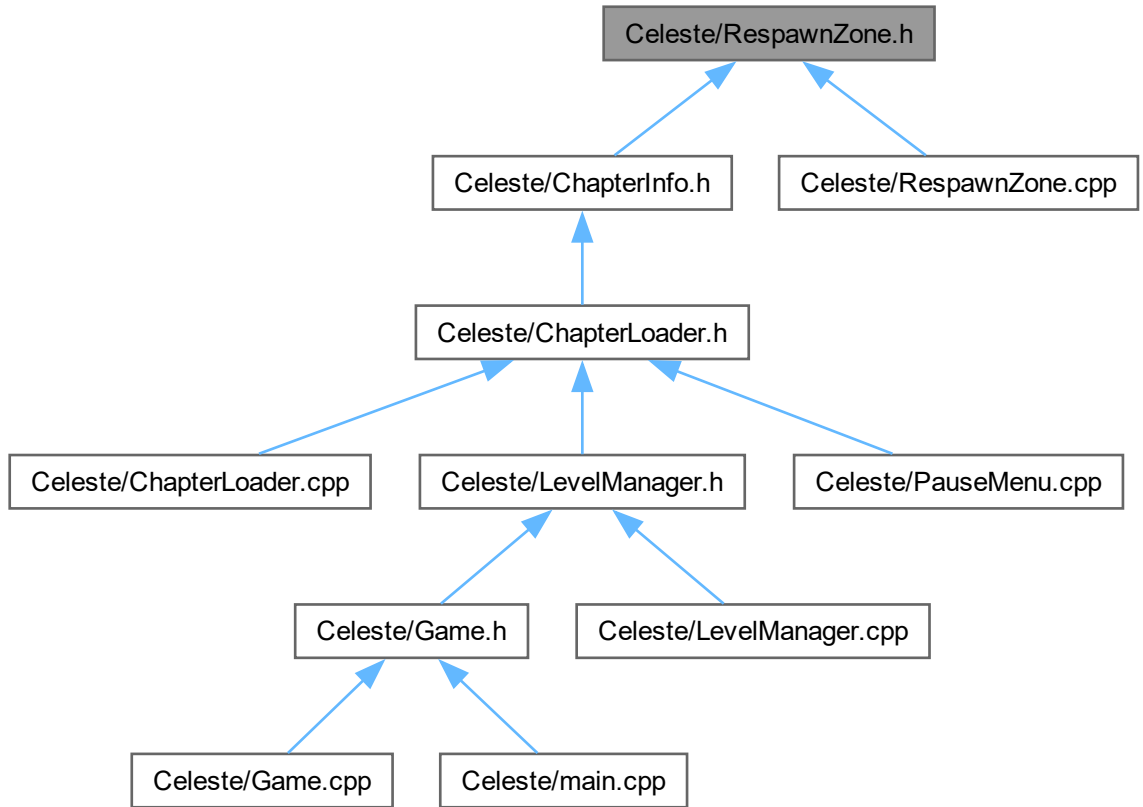 Celeste/RespawnZone.h
Celeste/ChapterInfo.h
Celeste/RespawnZone.cpp
Celeste/ChapterLoader.h
Celeste/ChapterLoader.cpp
Celeste/LevelManager.h
Celeste/PauseMenu.cpp
Celeste/Game.h
Celeste/LevelManager.cpp
Celeste/Game.cpp
Celeste/main.cpp